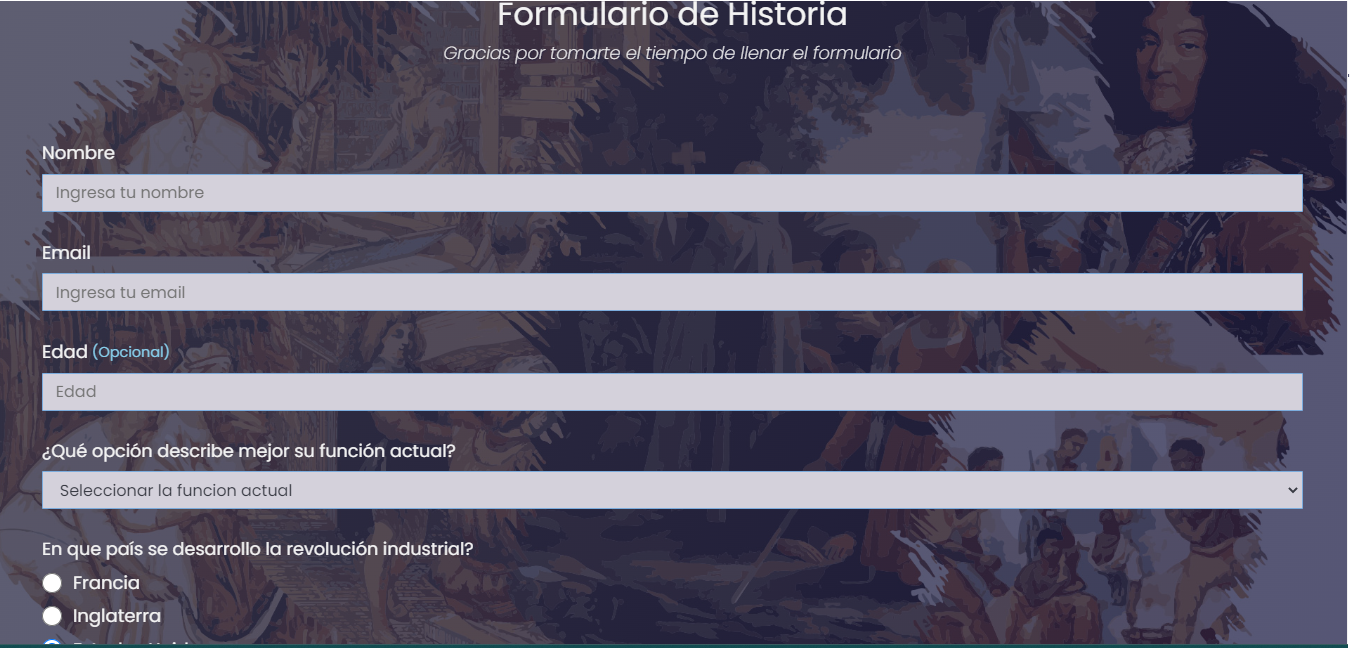 Formulario de Historia
Gracias por tomarte el tiempo de llenar el formulario
Nombre
Ingresa tu nombre
Email
Ingresa tu email
Edad (Opcional)
Edad
¿Qué opción describe mejor su función actual?
Seleccionar la funcion actual
En que país se desarrollo la revolución industrial?
Francia
Inglaterra